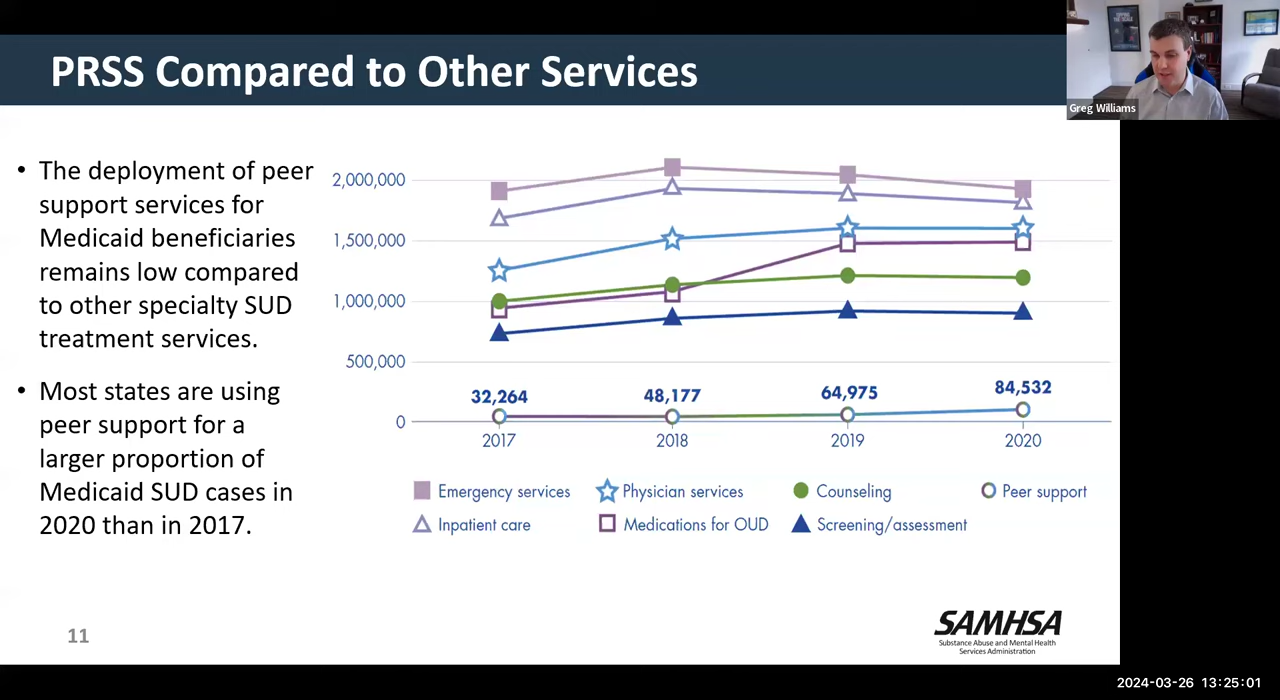 PRSS Compared to Other Services
Greg Williams
• The deployment of peer
support services for
Medicaid beneficiaries
remains low compared
to other specialty SUD
treatment services.
• Most states are using
peer support for a
larger proportion of
Medicaid SUD cases in
2020 than in 2017.
2,000,000
1,500,000
1,000,000
500,000
0
32,264
48,177
64,975
84,532
2017
2018
2019
2020
Emergency services
Physician services
Counseling
Peer support
Inpatient care
Medications for OUD
Screening/assessment
11
SAMHSA
Substance Abuse and Mental Health
Services Administration
2024-03-26 13:25:01